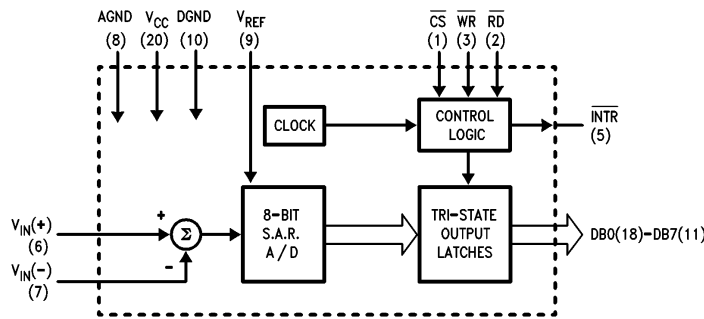 AGND
(8)
VCC
(20)
DGND
(10)
VREF
(9)
CS
(1)
WR
(3)
RD
(2)
CLOCK
CONTROL
LOGIC
INTR
(5)
VIN(+)
(6)
+
Σ
-
VIN(-)
(7)
8-BIT
S.A.R.
A/D
TRI-STATE
OUTPUT
LATCHES
DB0(18)-DB7(11)